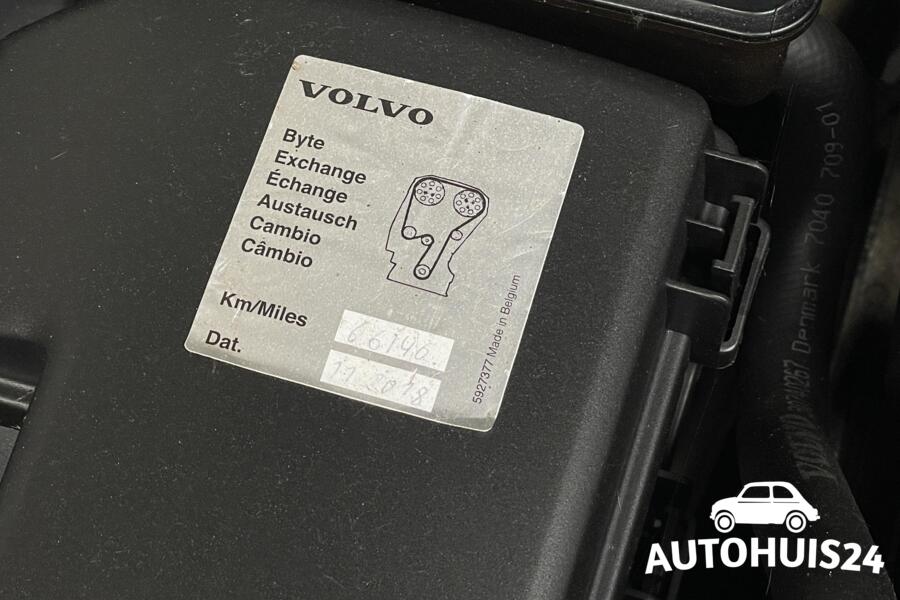 VOLVO
Byte
Exchange
Échange
Austausch
Cambio
Câmbio
Km/Miles 66146.
Dat. 11 2018
5927377 Made in Belgium
Denmark 7040 709-01
VOLVO
AUTOHUIS24